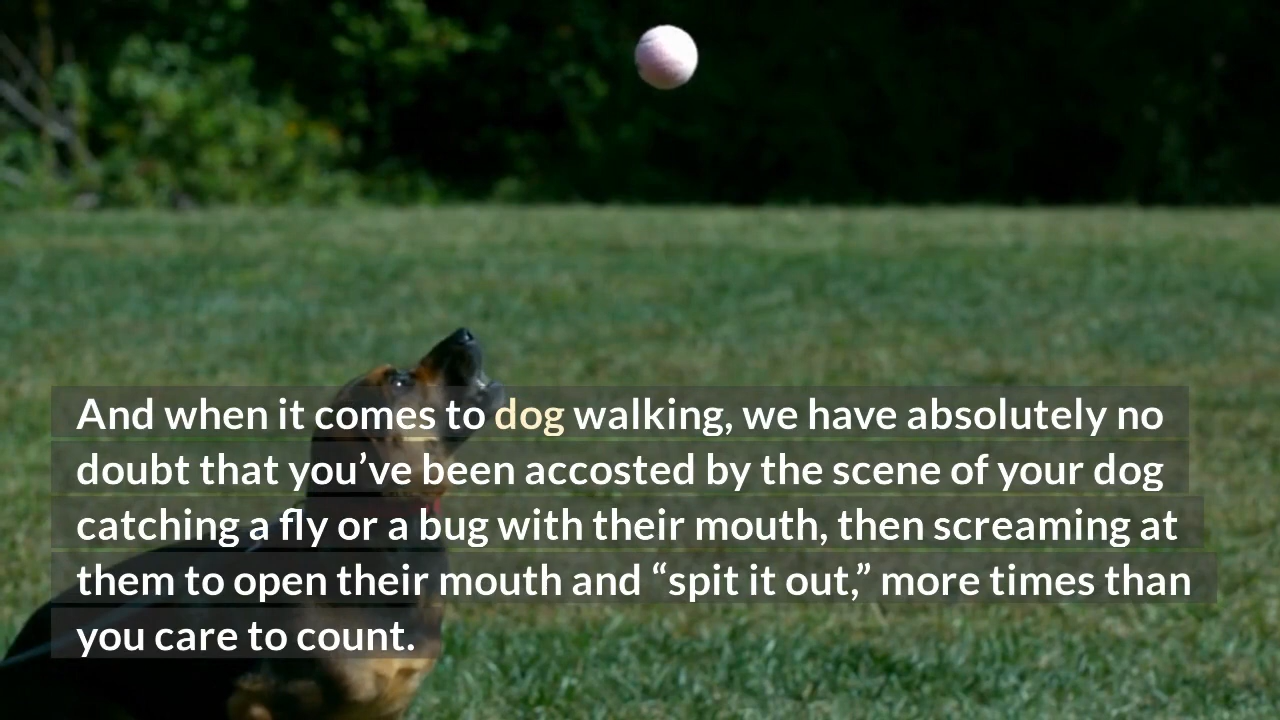 And when it comes to dog walking, we have absolutely no
doubt that you’ve been accosted by the scene of your dog
catching a fly or a bug with their mouth, then screaming at
them to open their mouth and “spit it out,” more times than
you care to count.